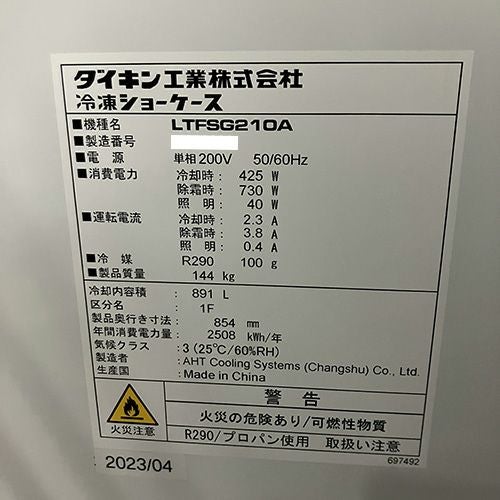 ダイキン工業株式会社
冷凍ショーケース
■機種名 LTFSG210A
■製造番号
■電 源 単相200V 50/60Hz
■消費電力 冷却時: 425 W
除霜時: 730 W
照 明: 40 W
■運転電流 冷却時: 2.3 A
除霜時: 3.8 A
照 明: 0.4 A
■冷 媒 R290 100 g
■製品質量 144 kg
冷却内容積 : 891 L
区分名 : 1F
製品奥行き寸法: 854 mm
年間消費電力量: 2508 kWh/年
気候クラス : 3 (25℃/60%RH)
製造者 : AHT Cooling Systems (Changshu) Co.,Ltd.
生産国 : Made in China
警 告
火災の危険あり/可燃性物質
火災注意
R290/プロパン使用 取扱い注意
2023/04
697492